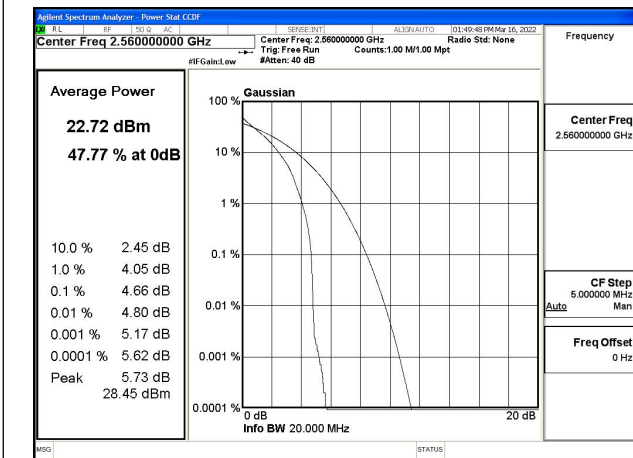 Agilent Spectrum Analyzer - Power Stat CCDF
RL RF 50 Ω AC SENSE:INT ALIGN AUTO 01:49:48 PM Mar 16, 2022
Center Freq 2.560000000 GHz
Center Freq: 2.560000000 GHz Radio Std: None
Trig: Free Run Counts:1.00 M/1.00 Mpt
#IFGain:Low #Atten: 40 dB
Frequency
Average Power
22.72 dBm
47.77 % at 0dB
10.0 % 2.45 dB
1.0 % 4.05 dB
0.1 % 4.66 dB
0.01 % 4.80 dB
0.001 % 5.17 dB
0.0001 % 5.62 dB
Peak 5.73 dB
28.45 dBm
Gaussian
100 %
10 %
1 %
0.1 %
0.01 %
0.001 %
0.0001 %
0 dB 20 dB
Info BW 20.000 MHz
Center Freq
2.560000000 GHz
CF Step
5.000000 MHz
Auto Man
Freq Offset
0 Hz
MSG STATUS